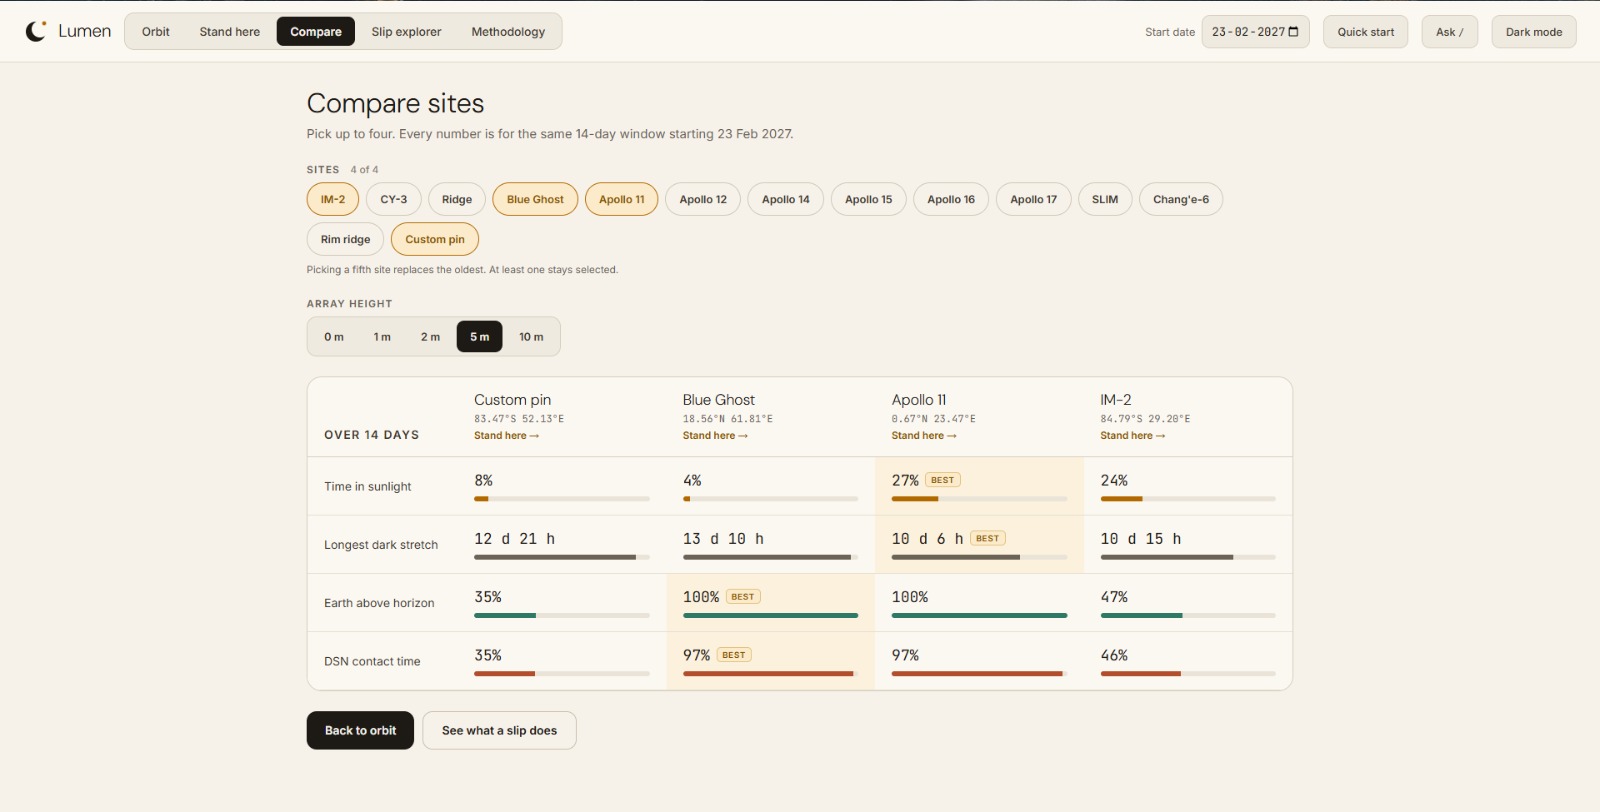 Lumen Orbit Stand here Compare Slip explorer Methodology Start date 23-02-2027 Quick start Ask / Dark mode
Compare sites
Pick up to four. Every number is for the same 14-day window starting 23 Feb 2027.
SITES 4 of 4
IM-2 CY-3 Ridge Blue Ghost Apollo 11 Apollo 12 Apollo 14 Apollo 15 Apollo 16 Apollo 17 SLIM Chang'e-6
Rim ridge Custom pin
Picking a fifth site replaces the oldest. At least one stays selected.
ARRAY HEIGHT
0 m 1 m 2 m 5 m 10 m
Custom pin Blue Ghost Apollo 11 IM-2
83.47°S 52.13°E 18.56°N 61.81°E 0.67°N 23.47°E 84.79°S 29.20°E
OVER 14 DAYS Stand here → Stand here → Stand here → Stand here →
Time in sunlight 8% 4% 27% BEST 24%
Longest dark stretch 12 d 21 h 13 d 10 h 10 d 6 h BEST 10 d 15 h
Earth above horizon 35% 100% BEST 100% 47%
DSN contact time 35% 97% BEST 97% 46%
Back to orbit See what a slip does